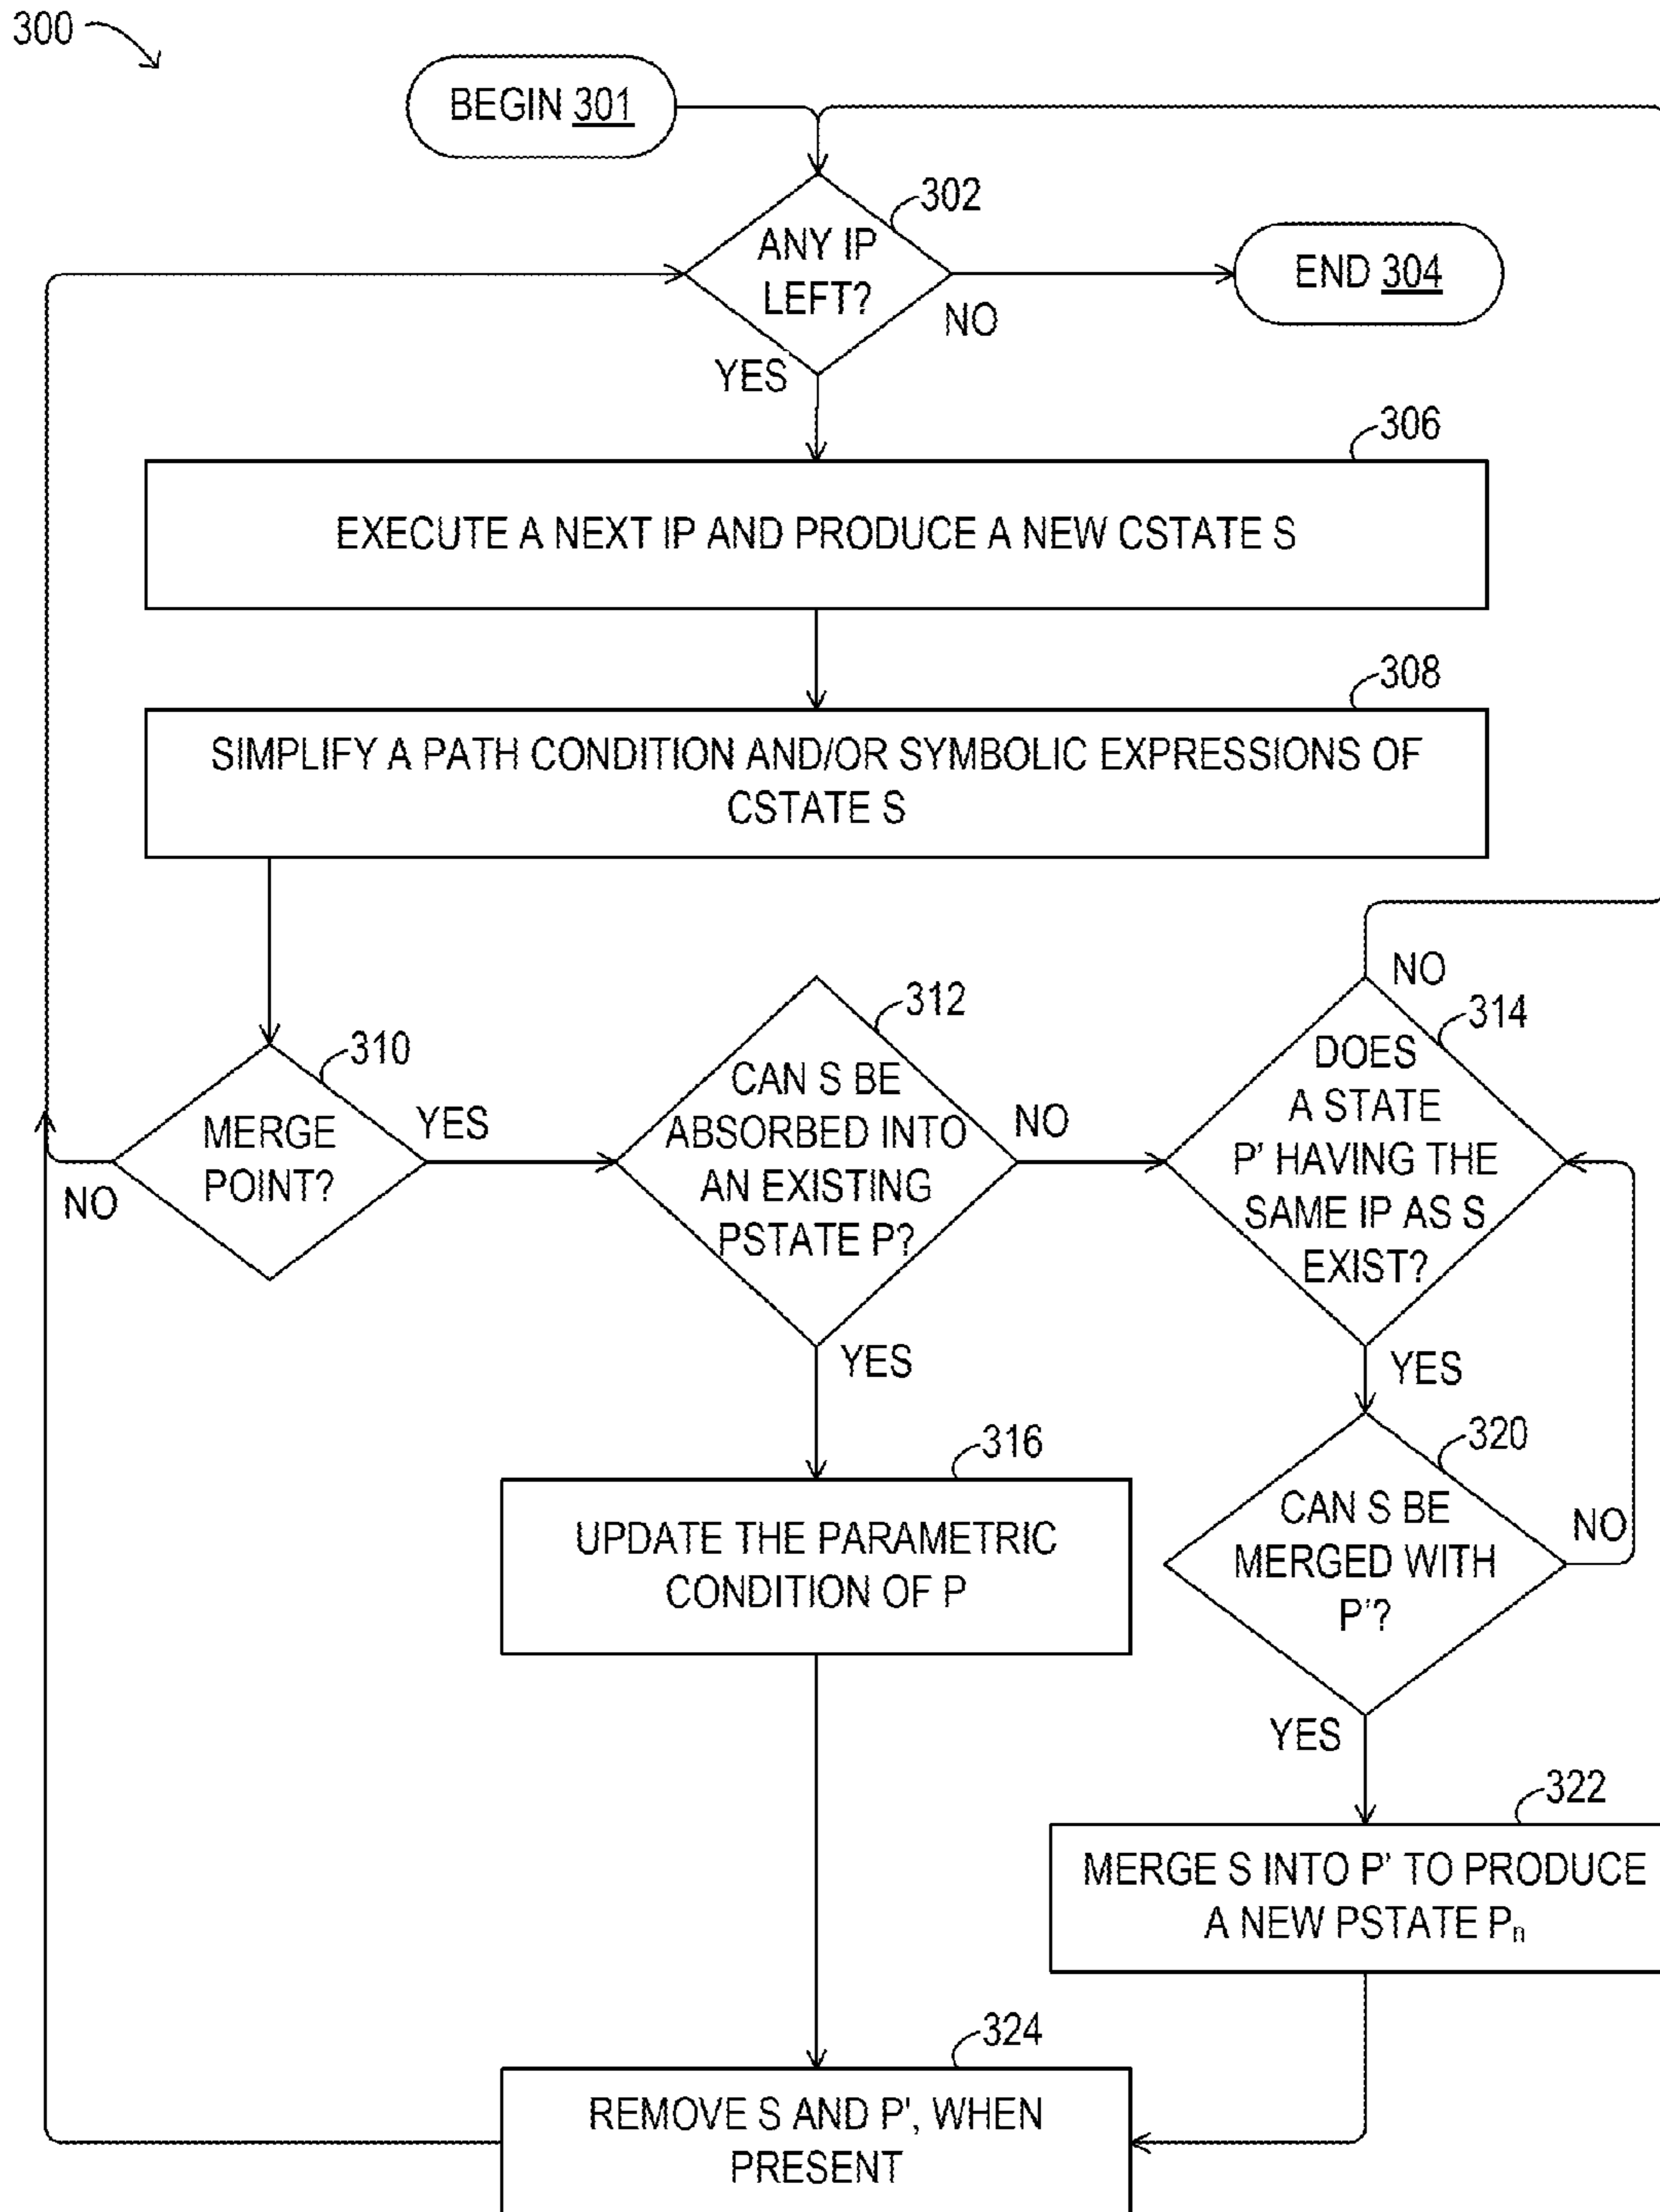 300
BEGIN 301
302
ANY IP
LEFT?
END 304
NO
YES
306
EXECUTE A NEXT IP AND PRODUCE A NEW CSTATE S
308
SIMPLIFY A PATH CONDITION AND/OR SYMBOLIC EXPRESSIONS OF
CSTATE S
310
MERGE
POINT?
YES
NO
312
CAN S BE
ABSORBED INTO
AN EXISTING
PSTATE P?
NO
YES
NO
314
DOES
A STATE
P' HAVING THE
SAME IP AS S
EXIST?
YES
316
UPDATE THE PARAMETRIC
CONDITION OF P
320
CAN S BE
MERGED WITH
P'?
NO
YES
322
MERGE S INTO P' TO PRODUCE
A NEW PSTATE Pₙ
324
REMOVE S AND P', WHEN
PRESENT